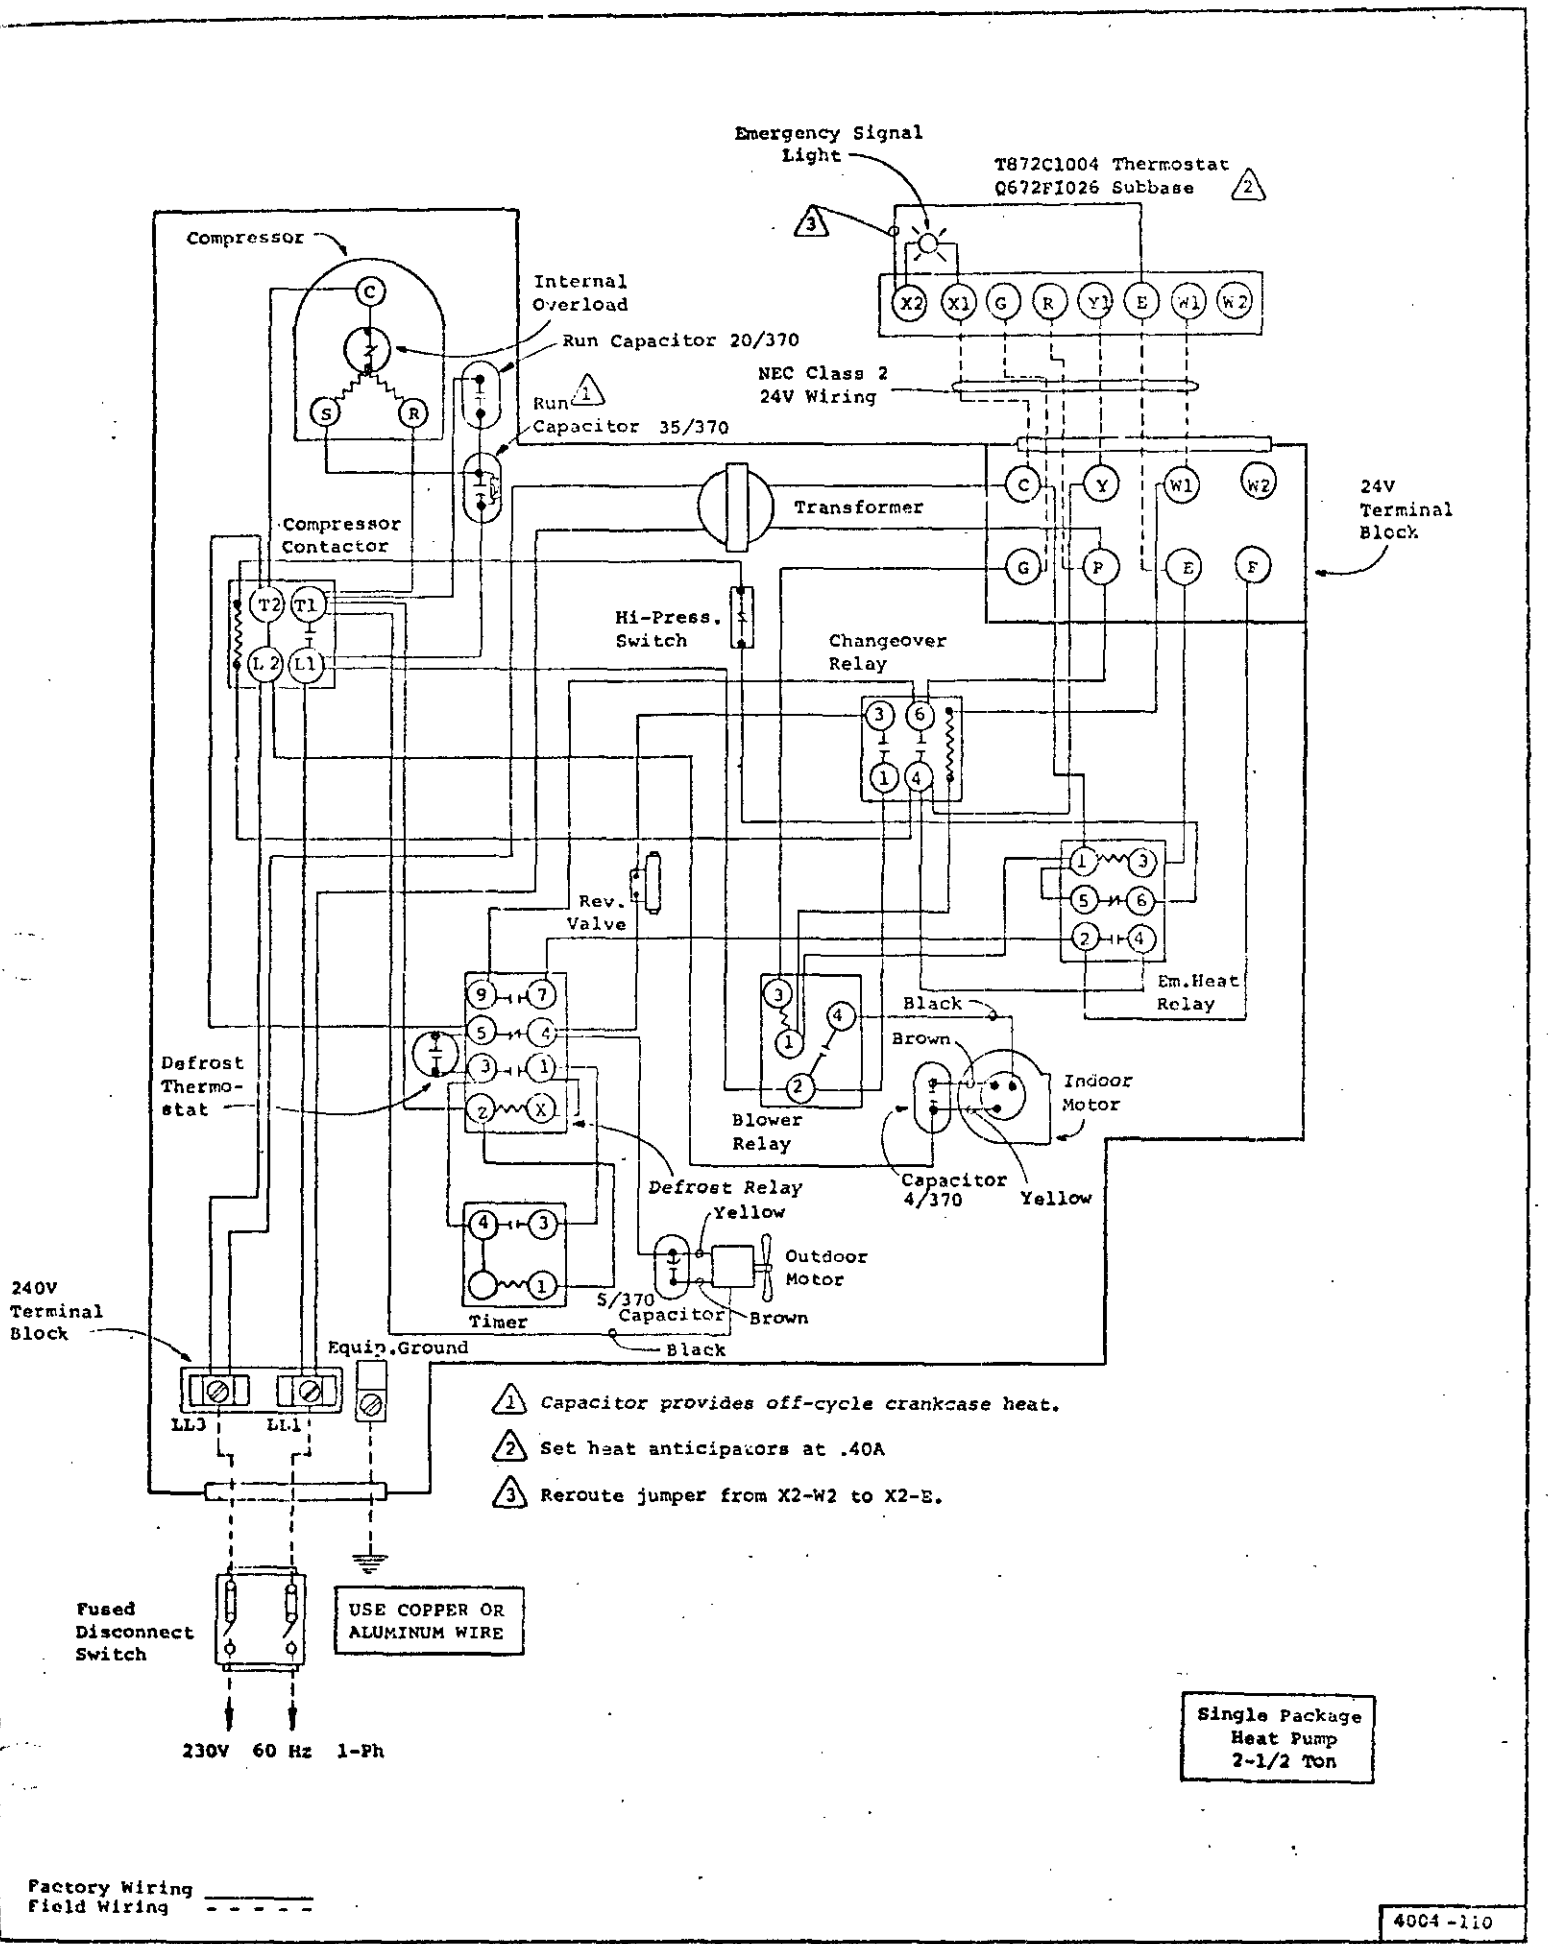 Emergency Signal
Light
T872C1004 Thermostat
Q672F1026 Subbase
2
3
Compressor
C
S
R
Internal
Overload
Run Capacitor 20/370
Run
1
Capacitor 35/370
X2
X1
G
R
Y1
E
W1
W2
NEC Class 2
24V Wiring
C
Y
W1
W2
G
P
E
F
24V
Terminal
Block
Transformer
Compressor
Contactor
T2
T1
L2
L1
Hi-Press.
Switch
Changeover
Relay
3
6
1
4
Rev.
Valve
1
3
5
6
2
4
Em.Heat
Relay
9
7
5
4
3
1
2
X
Defrost
Thermo-
stat
3
4
1
2
Blower
Relay
Black
Brown
Indoor
Motor
Capacitor
4/370
Yellow
Defrost Relay
Yellow
4
3
1
Timer
Outdoor
Motor
5/370
Capacitor
Brown
Black
240V
Terminal
Block
Equip.Ground
LL3
LL1
1 Capacitor provides off-cycle crankcase heat.
2 Set heat anticipators at .40A
3 Reroute jumper from X2-W2 to X2-E.
Fused
Disconnect
Switch
USE COPPER OR
ALUMINUM WIRE
230V 60 Hz 1-Ph
Single Package
Heat Pump
2-1/2 Ton
Factory Wiring
Field Wiring
4004-110